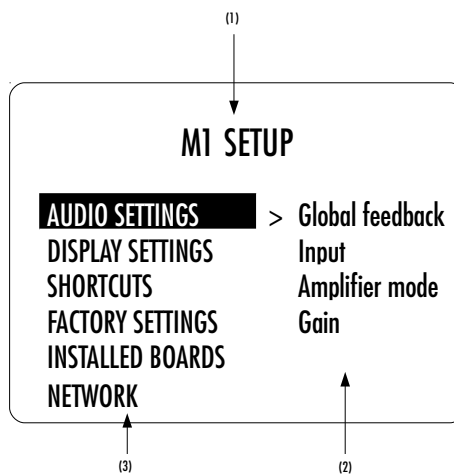 (1)
M1 SETUP
AUDIO SETTINGS > Global feedback
DISPLAY SETTINGS Input
SHORTCUTS Amplifier mode
FACTORY SETTINGS Gain
INSTALLED BOARDS
NETWORK
(3) (2)